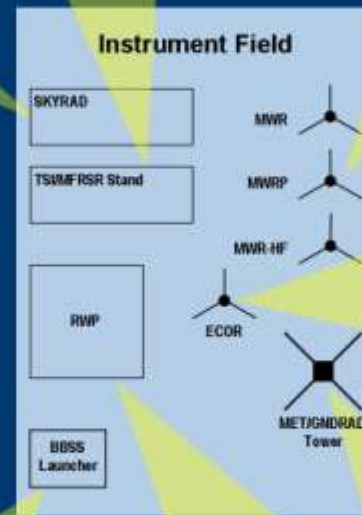 Instrument Field
SKYRAD
MWR
TSI/MFRSR Stand
MWRP
MWR-HF
RWP
ECOR
MET/GNDRAD
Tower
BBSS
Launcher